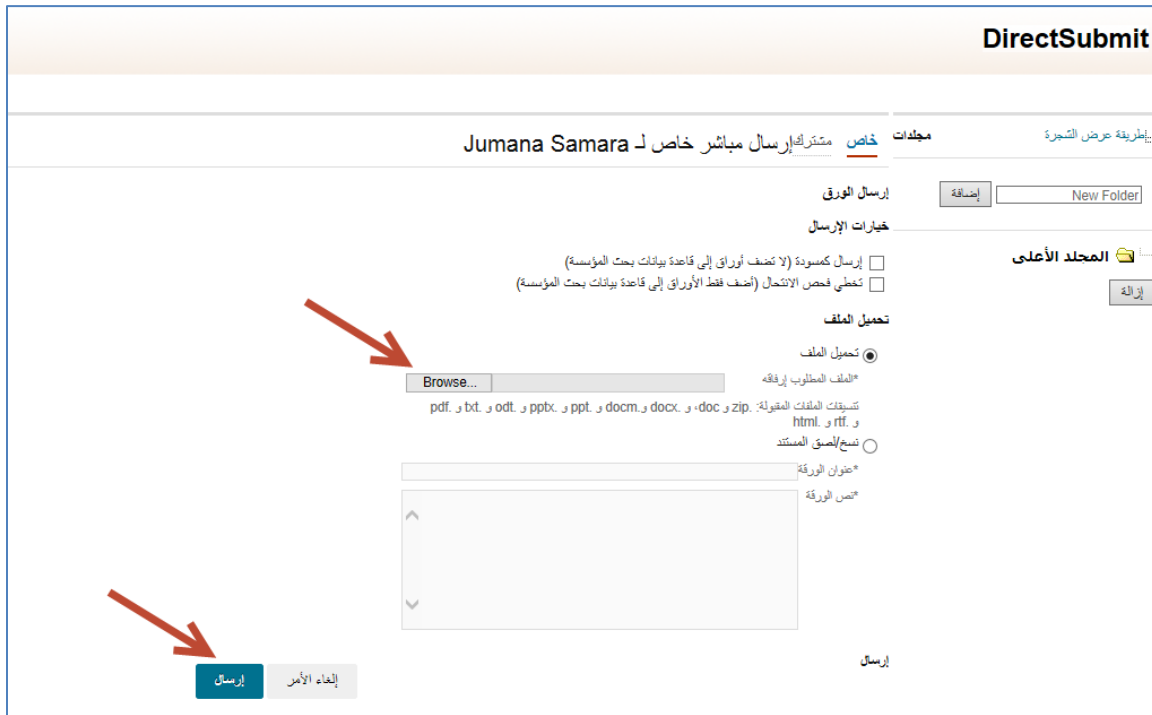 DirectSubmit
طريقة عرض الشجرة
مجلدات
خاص مشترك إرسال مباشر خاص لـ Jumana Samara
New Folder إضافة
المجلد الأعلى
إزالة
إرسال الورق
خيارات الإرسال
إرسال كمسودة (لا تضف أوراق إلى قاعدة بيانات بحث المؤسسة)
تخطي فحص الانتحال (أضف فقط الأوراق إلى قاعدة بيانات بحث المؤسسة)
تحميل الملف
تحميل الملف
*الملف المطلوب إرفاقه Browse...
تنسيقات الملفات المقبولة: .zip و doc، و .docx و .docm و .ppt و .pptx و .odt و .txt و .pdf
و .rtf و .html
نسخ/لصق المستند
*عنوان الورقة
*نص الورقة
إرسال
إلغاء الأمر إرسال